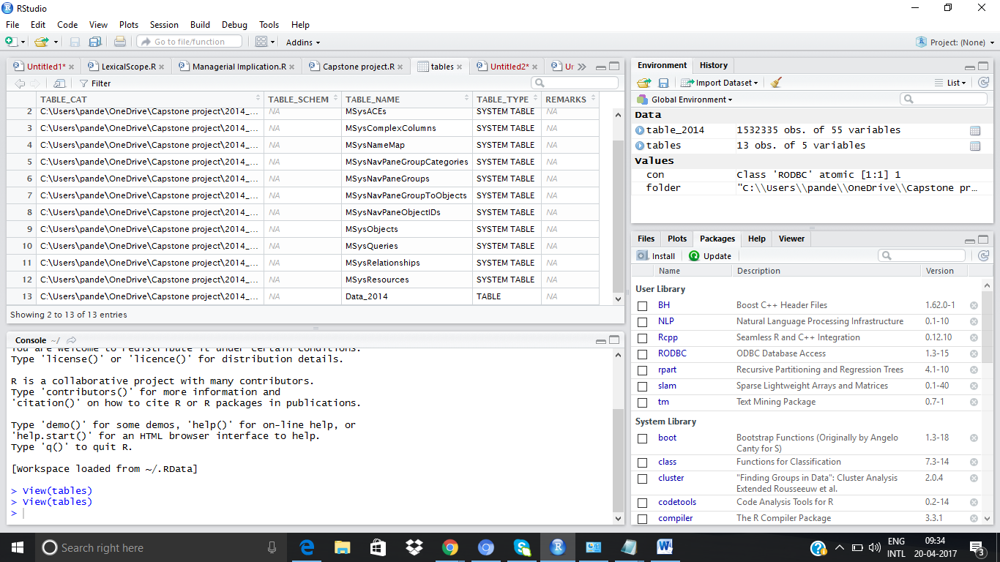 RStudio
File Edit Code View Plots Session Build Debug Tools Help
Go to file/function Addins Project: (None)
Untitled1* LexicalScope.R Managerial Implication.R Capstone project.R tables Untitled2* Ur
Filter
TABLE_CAT TABLE_SCHEM TABLE_NAME TABLE_TYPE REMARKS
2 C:\Users\pande\OneDrive\Capstone project\2014_... NA MSysACEs SYSTEM TABLE NA
3 C:\Users\pande\OneDrive\Capstone project\2014_... NA MSysComplexColumns SYSTEM TABLE NA
4 C:\Users\pande\OneDrive\Capstone project\2014_... NA MSysNameMap SYSTEM TABLE NA
5 C:\Users\pande\OneDrive\Capstone project\2014_... NA MSysNavPaneGroupCategories SYSTEM TABLE NA
6 C:\Users\pande\OneDrive\Capstone project\2014_... NA MSysNavPaneGroups SYSTEM TABLE NA
7 C:\Users\pande\OneDrive\Capstone project\2014_... NA MSysNavPaneGroupToObjects SYSTEM TABLE NA
8 C:\Users\pande\OneDrive\Capstone project\2014_... NA MSysNavPaneObjectIDs SYSTEM TABLE NA
9 C:\Users\pande\OneDrive\Capstone project\2014_... NA MSysObjects SYSTEM TABLE NA
10 C:\Users\pande\OneDrive\Capstone project\2014_... NA MSysQueries SYSTEM TABLE NA
11 C:\Users\pande\OneDrive\Capstone project\2014_... NA MSysRelationships SYSTEM TABLE NA
12 C:\Users\pande\OneDrive\Capstone project\2014_... NA MSysResources SYSTEM TABLE NA
13 C:\Users\pande\OneDrive\Capstone project\2014_... NA Data_2014 TABLE NA
Showing 2 to 13 of 13 entries
Console ~/
You are welcome to redistribute it under certain conditions.
Type 'license()' or 'licence()' for distribution details.
R is a collaborative project with many contributors.
Type 'contributors()' for more information and
'citation()' on how to cite R or R packages in publications.
Type 'demo()' for some demos, 'help()' for on-line help, or
'help.start()' for an HTML browser interface to help.
Type 'q()' to quit R.
[Workspace loaded from ~/.RData]
> View(tables)
> View(tables)
>
Environment History
Import Dataset List
Global Environment
Data
table_2014 1532335 obs. of 55 variables
tables 13 obs. of 5 variables
Values
con Class 'RODBC' atomic [1:1] 1
folder "C:\\Users\\pande\\OneDrive\\Capstone pr…
Files Plots Packages Help Viewer
Install Update
Name Description Version
User Library
BH Boost C++ Header Files 1.62.0-1
NLP Natural Language Processing Infrastructure 0.1-10
Rcpp Seamless R and C++ Integration 0.12.10
RODBC ODBC Database Access 1.3-15
rpart Recursive Partitioning and Regression Trees 4.1-10
slam Sparse Lightweight Arrays and Matrices 0.1-40
tm Text Mining Package 0.7-1
System Library
boot Bootstrap Functions (Originally by Angelo 1.3-18
Canty for S)
class Functions for Classification 7.3-14
cluster "Finding Groups in Data": Cluster Analysis 2.0.4
Extended Rousseeuw et al.
codetools Code Analysis Tools for R 0.2-14
compiler The R Compiler Package 3.3.1
Search right here
ENG 09:34
INTL 20-04-2017 3